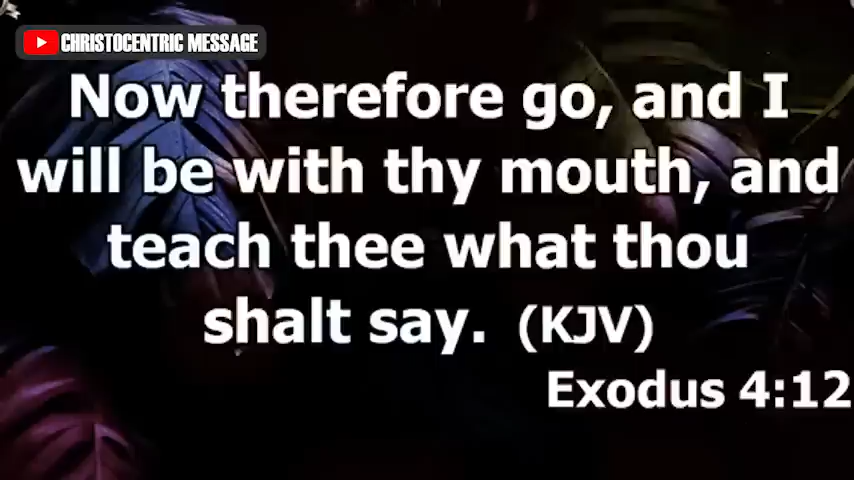 CHRISTOCENTRIC MESSAGE
Now therefore go, and I
will be with thy mouth, and
teach thee what thou
shalt say. (KJV)
Exodus 4:12